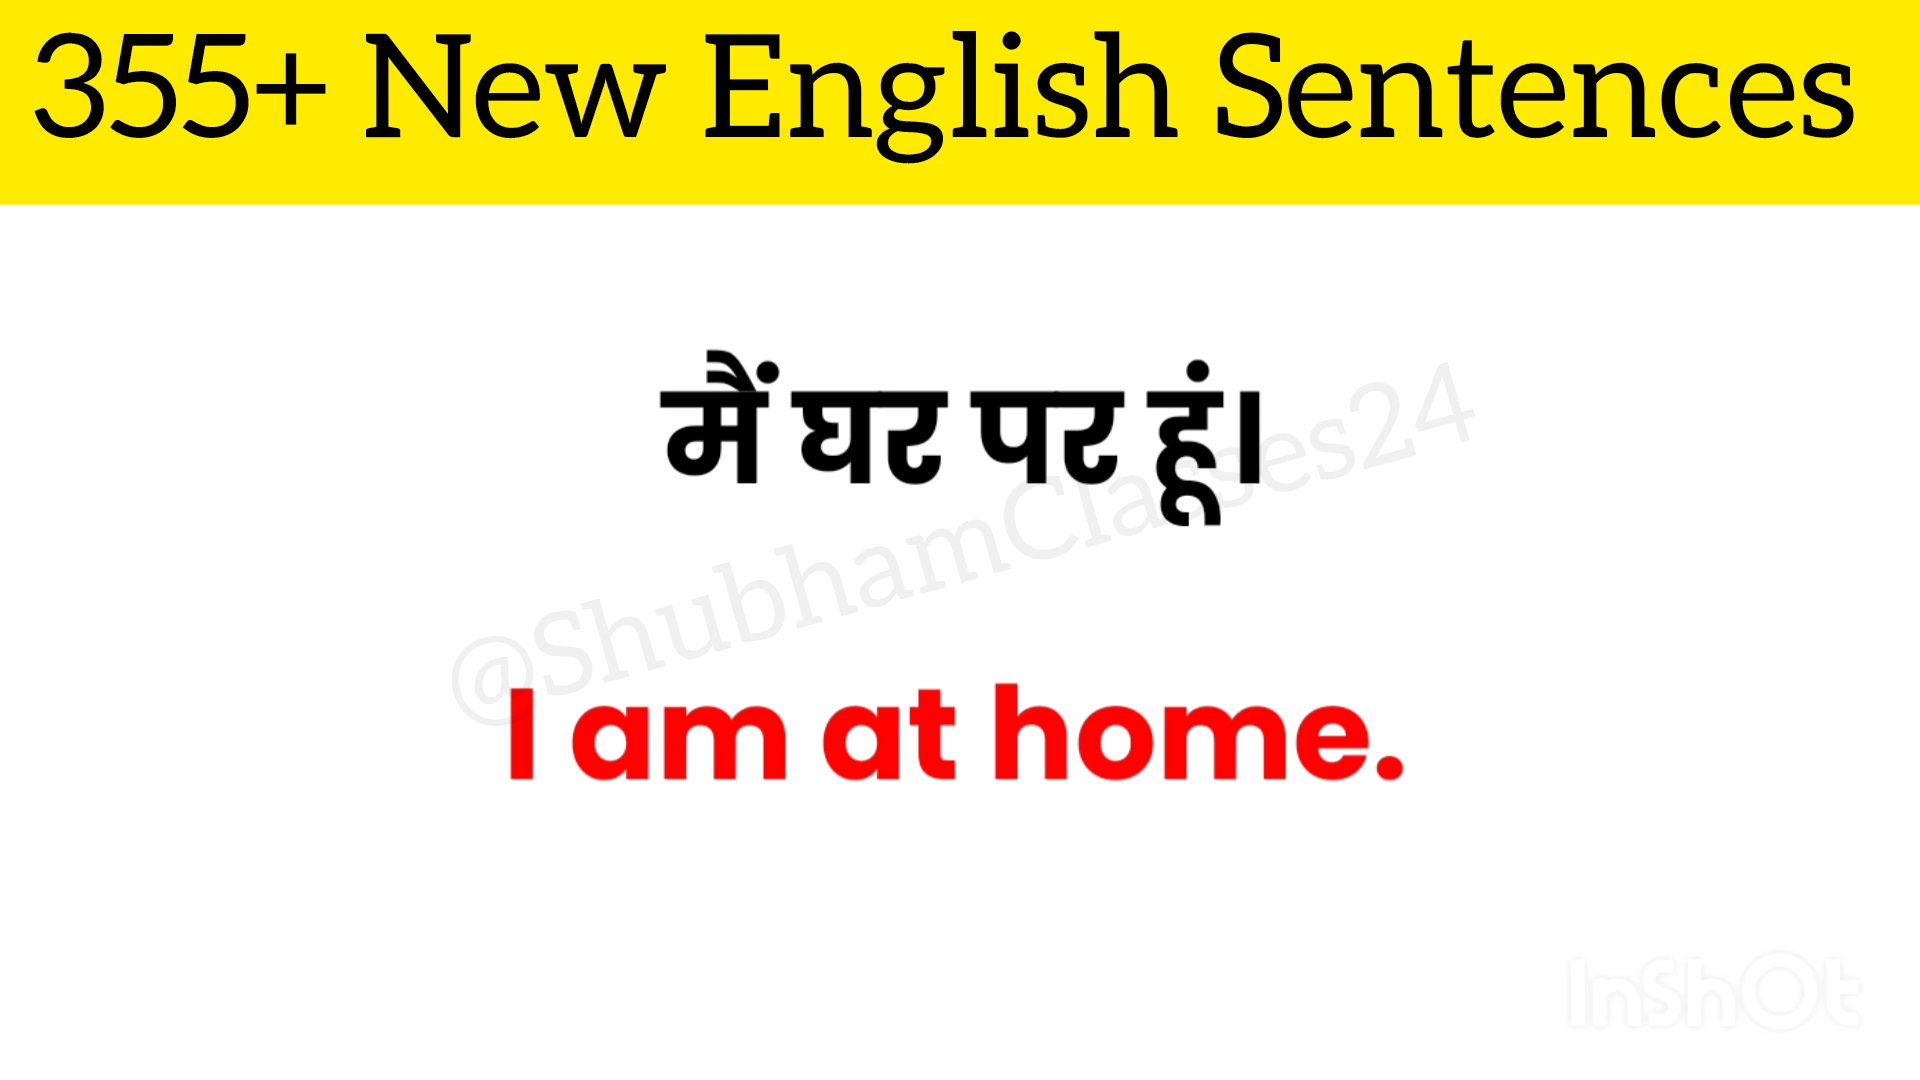 355+ New English Sentences
मैं घर पर हूं।
@ShubhamClasses24
I am at home.
InShOt